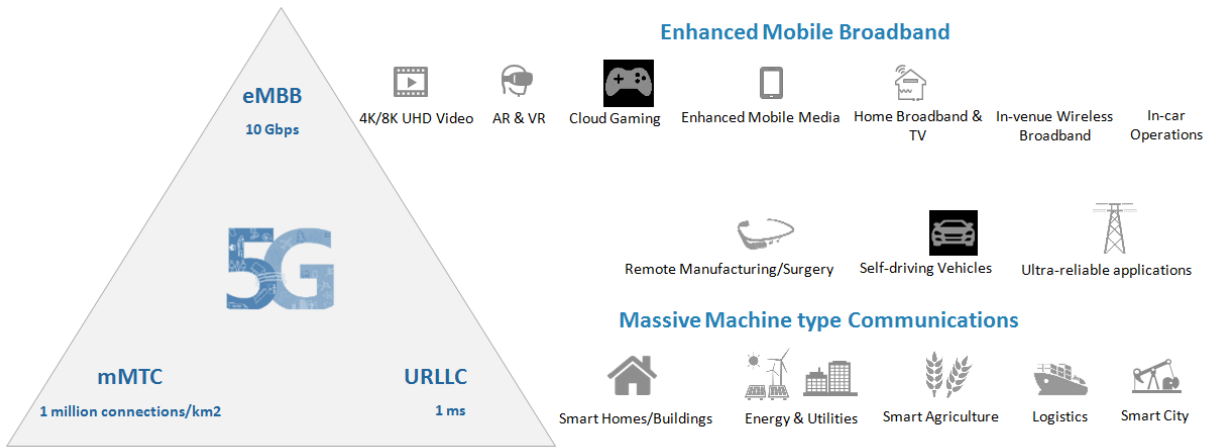 Enhanced Mobile Broadband
eMBB
10 Gbps
4K/8K UHD Video
AR & VR
Cloud Gaming
Enhanced Mobile Media
Home Broadband &
TV
In-venue Wireless
Broadband
In-car
Operations
5G
Remote Manufacturing/Surgery
Self-driving Vehicles
Ultra-reliable applications
Massive Machine type Communications
mMTC
1 million connections/km2
URLLC
1 ms
Smart Homes/Buildings
Energy & Utilities
Smart Agriculture
Logistics
Smart City